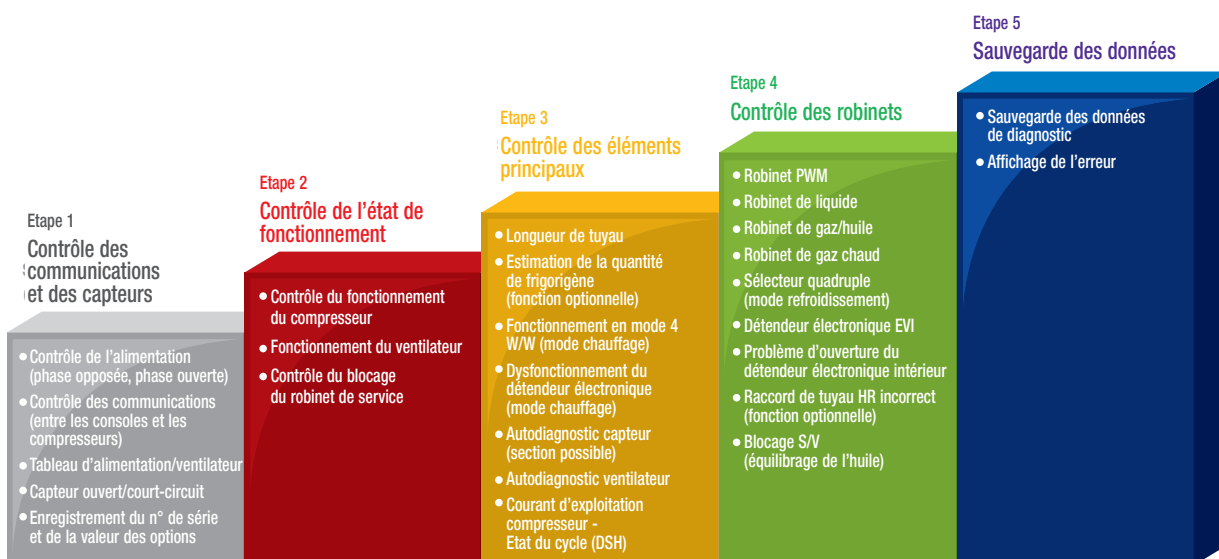 Etape 1
Contrôle des
communications
et des capteurs
• Contrôle de l'alimentation
(phase opposée, phase ouverte)
• Contrôle des communications
(entre les consoles et les
compresseurs)
• Tableau d'alimentation/ventilateur
• Capteur ouvert/court-circuit
• Enregistrement du n° de série
et de la valeur des options
Etape 2
Contrôle de l'état de
fonctionnement
• Contrôle du fonctionnement
du compresseur
• Fonctionnement du ventilateur
• Contrôle du blocage
du robinet de service
Etape 3
Contrôle des éléments
principaux
• Longueur de tuyau
• Estimation de la quantité
de frigorigène
(fonction optionnelle)
• Fonctionnement en mode 4
W/W (mode chauffage)
• Dysfonctionnement du
détendeur électronique
(mode chauffage)
• Autodiagnostic capteur
(section possible)
• Autodiagnostic ventilateur
• Courant d'exploitation
compresseur -
Etat du cycle (DSH)
Etape 4
Contrôle des robinets
• Robinet PWM
• Robinet de liquide
• Robinet de gaz/huile
• Robinet de gaz chaud
• Sélecteur quadruple
(mode refroidissement)
• Détendeur électronique EVI
• Problème d'ouverture du
détendeur électronique intérieur
• Raccord de tuyau HR incorrect
(fonction optionnelle)
• Blocage S/V
(équilibrage de l'huile)
Etape 5
Sauvegarde des données
• Sauvegarde des données
de diagnostic
• Affichage de l'erreur